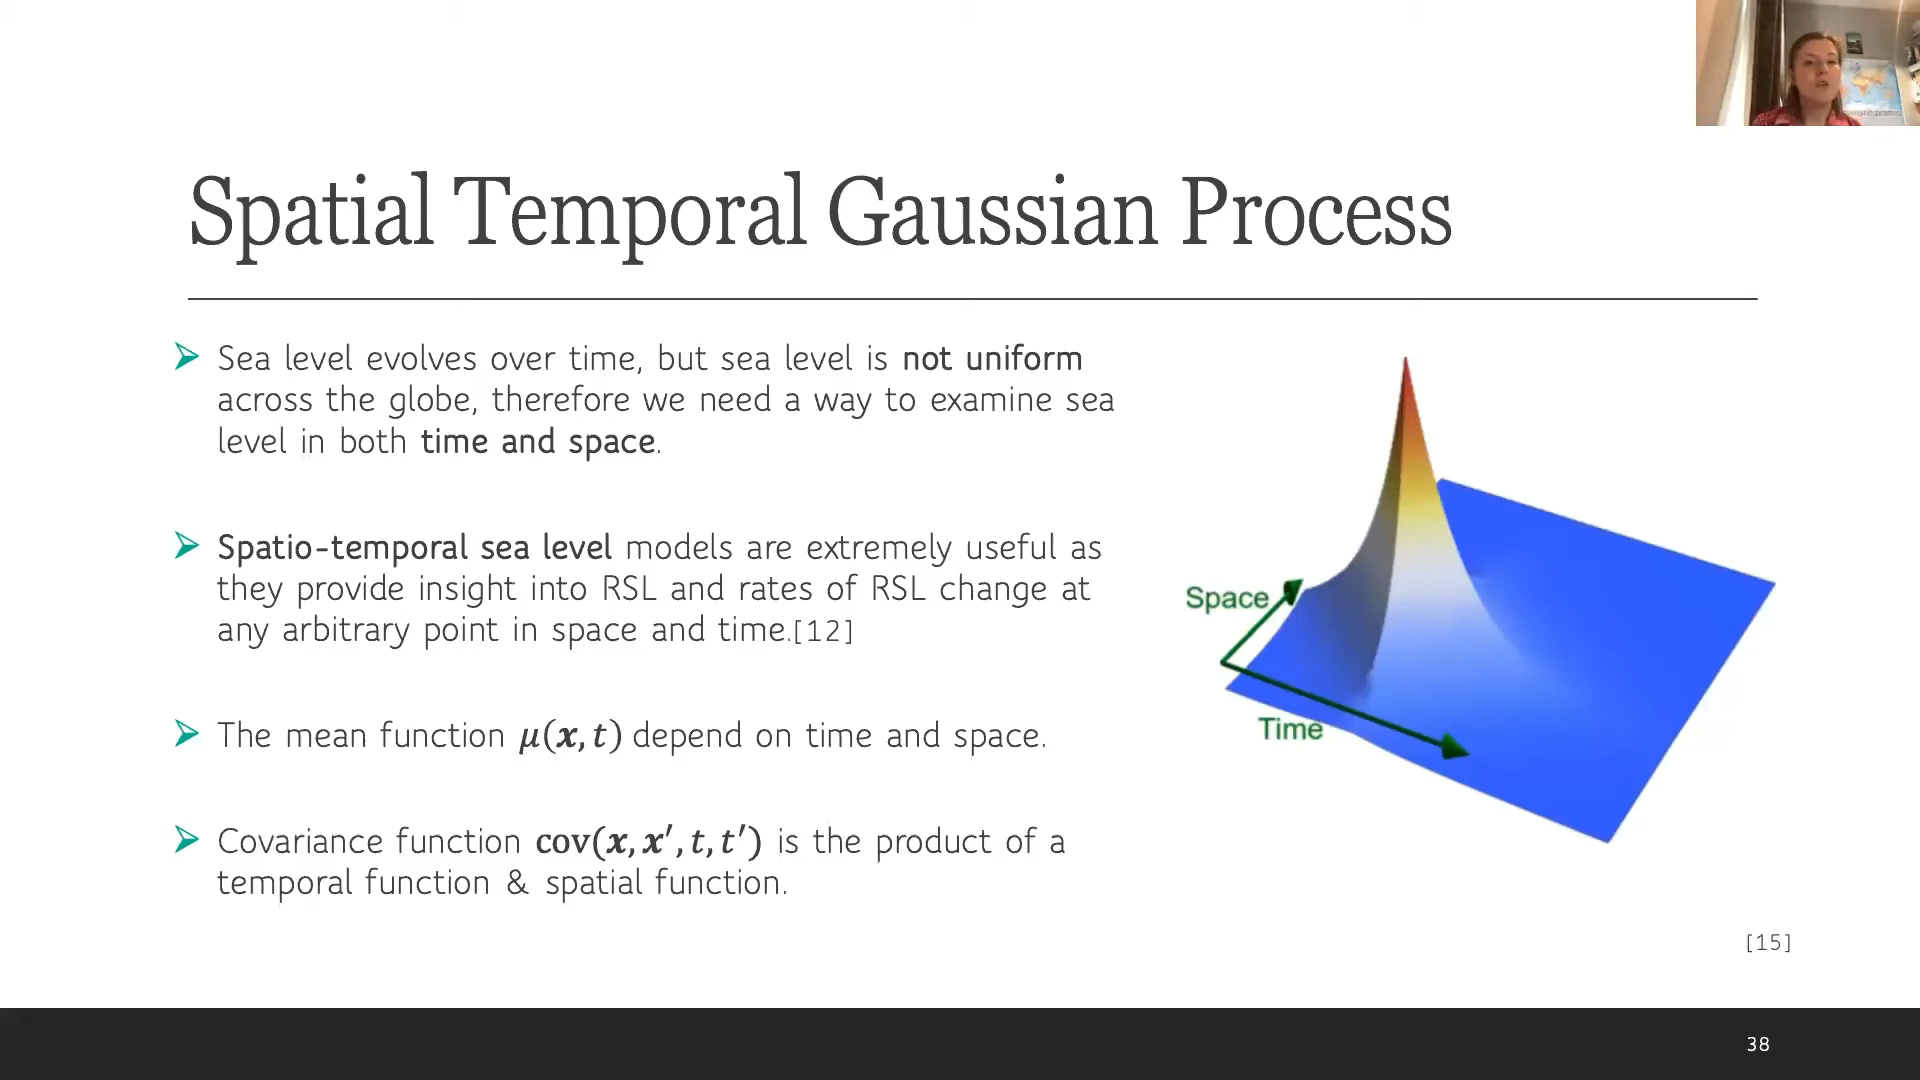 Spatial Temporal Gaussian Process
Sea level evolves over time, but sea level is not uniform
across the globe, therefore we need a way to examine sea
level in both time and space.
Spatio-temporal sea level models are extremely useful as
they provide insight into RSL and rates of RSL change at
any arbitrary point in space and time.[12]
The mean function μ(x, t) depend on time and space.
Covariance function cov(x, x′, t, t′) is the product of a
temporal function & spatial function.
Space
Time
[15]
38